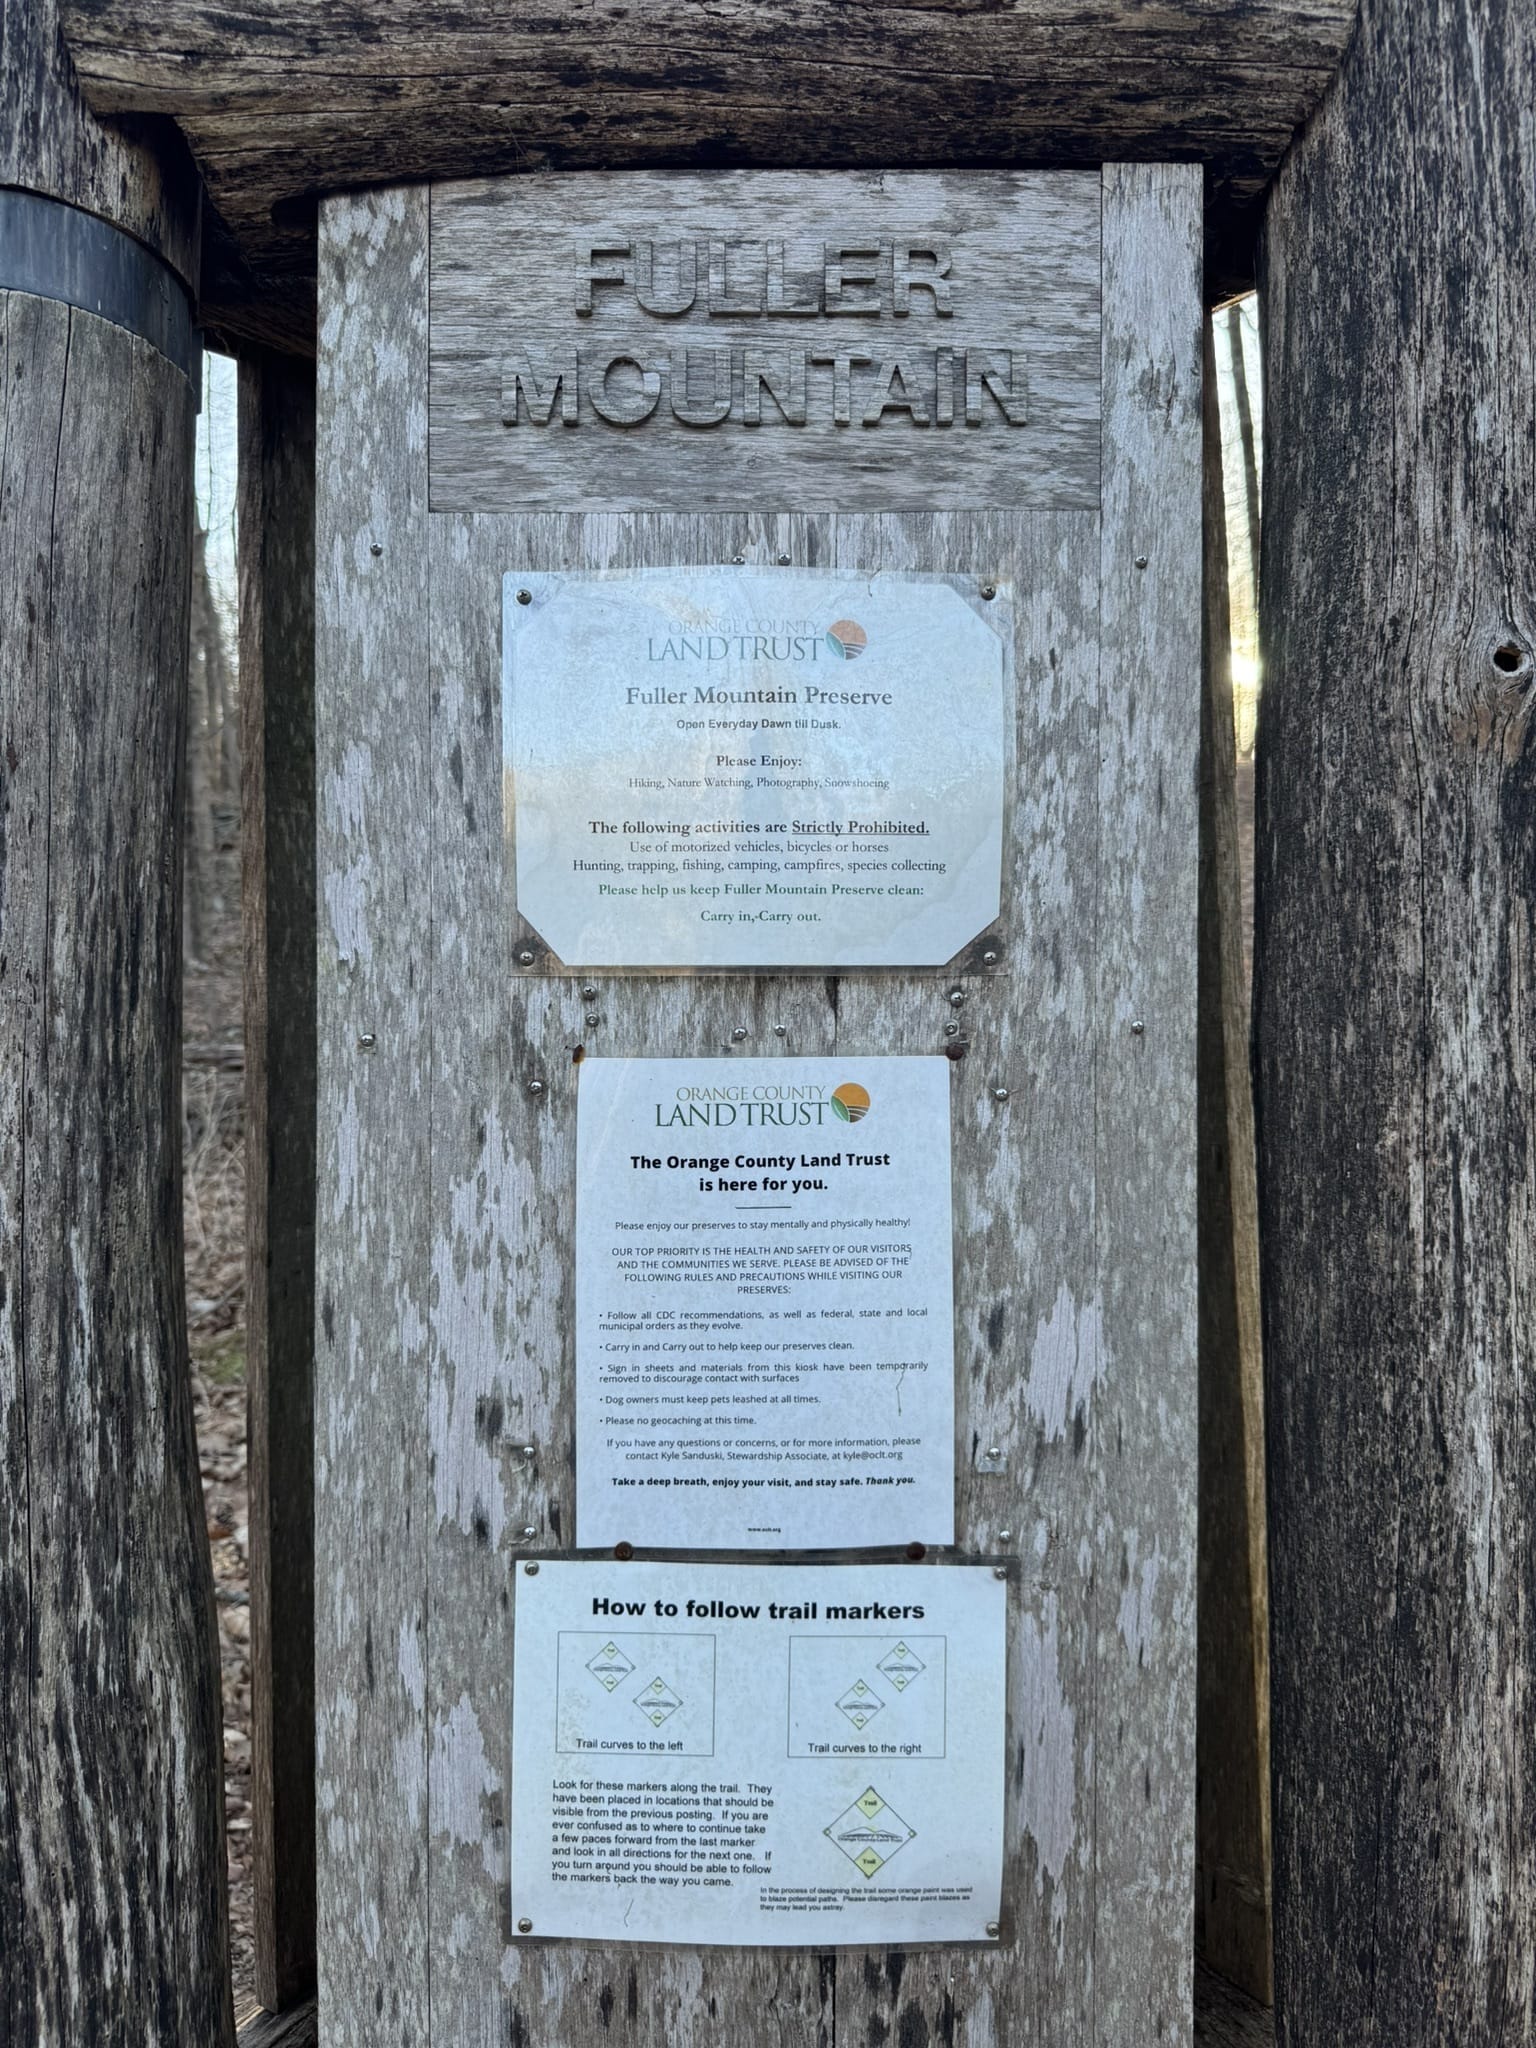 FULLER
MOUNTAIN
ORANGE COUNTY
LAND TRUST
Fuller Mountain Preserve
Open Everyday Dawn till Dusk.
Please Enjoy:
Hiking, Nature Watching, Photography, Snowshoeing
The following activities are Strictly Prohibited.
Use of motorized vehicles, bicycles or horses
Hunting, trapping, fishing, camping, campfires, species collecting
Please help us keep Fuller Mountain Preserve clean:
Carry in,-Carry out.
ORANGE COUNTY
LAND TRUST
The Orange County Land Trust
is here for you.
Please enjoy our preserves to stay mentally and physically healthy!
OUR TOP PRIORITY IS THE HEALTH AND SAFETY OF OUR VISITORS
AND THE COMMUNITIES WE SERVE. PLEASE BE ADVISED OF THE
FOLLOWING RULES AND PRECAUTIONS WHILE VISITING OUR
PRESERVES:
• Follow all CDC recommendations, as well as federal, state and local
municipal orders as they evolve.
• Carry in and Carry out to help keep our preserves clean.
• Sign in sheets and materials from this kiosk have been temporarily
removed to discourage contact with surfaces
• Dog owners must keep pets leashed at all times.
• Please no geocaching at this time.
If you have any questions or concerns, or for more information, please
contact Kyle Sanduski, Stewardship Associate, at kyle@oclt.org
Take a deep breath, enjoy your visit, and stay safe. Thank you.
www.oclt.org
How to follow trail markers
Trail
Trail
Trail
Trail
Trail curves to the left
Trail
Trail
Trail
Trail
Trail curves to the right
Look for these markers along the trail. They
have been placed in locations that should be
visible from the previous posting. If you are
ever confused as to where to continue take
a few paces forward from the last marker
and look in all directions for the next one. If
you turn around you should be able to follow
the markers back the way you came.
Trail
Orange County Land Trust
Trail
In the process of designing the trail some orange paint was used
to blaze potential paths. Please disregard these paint blazes as
they may lead you astray.